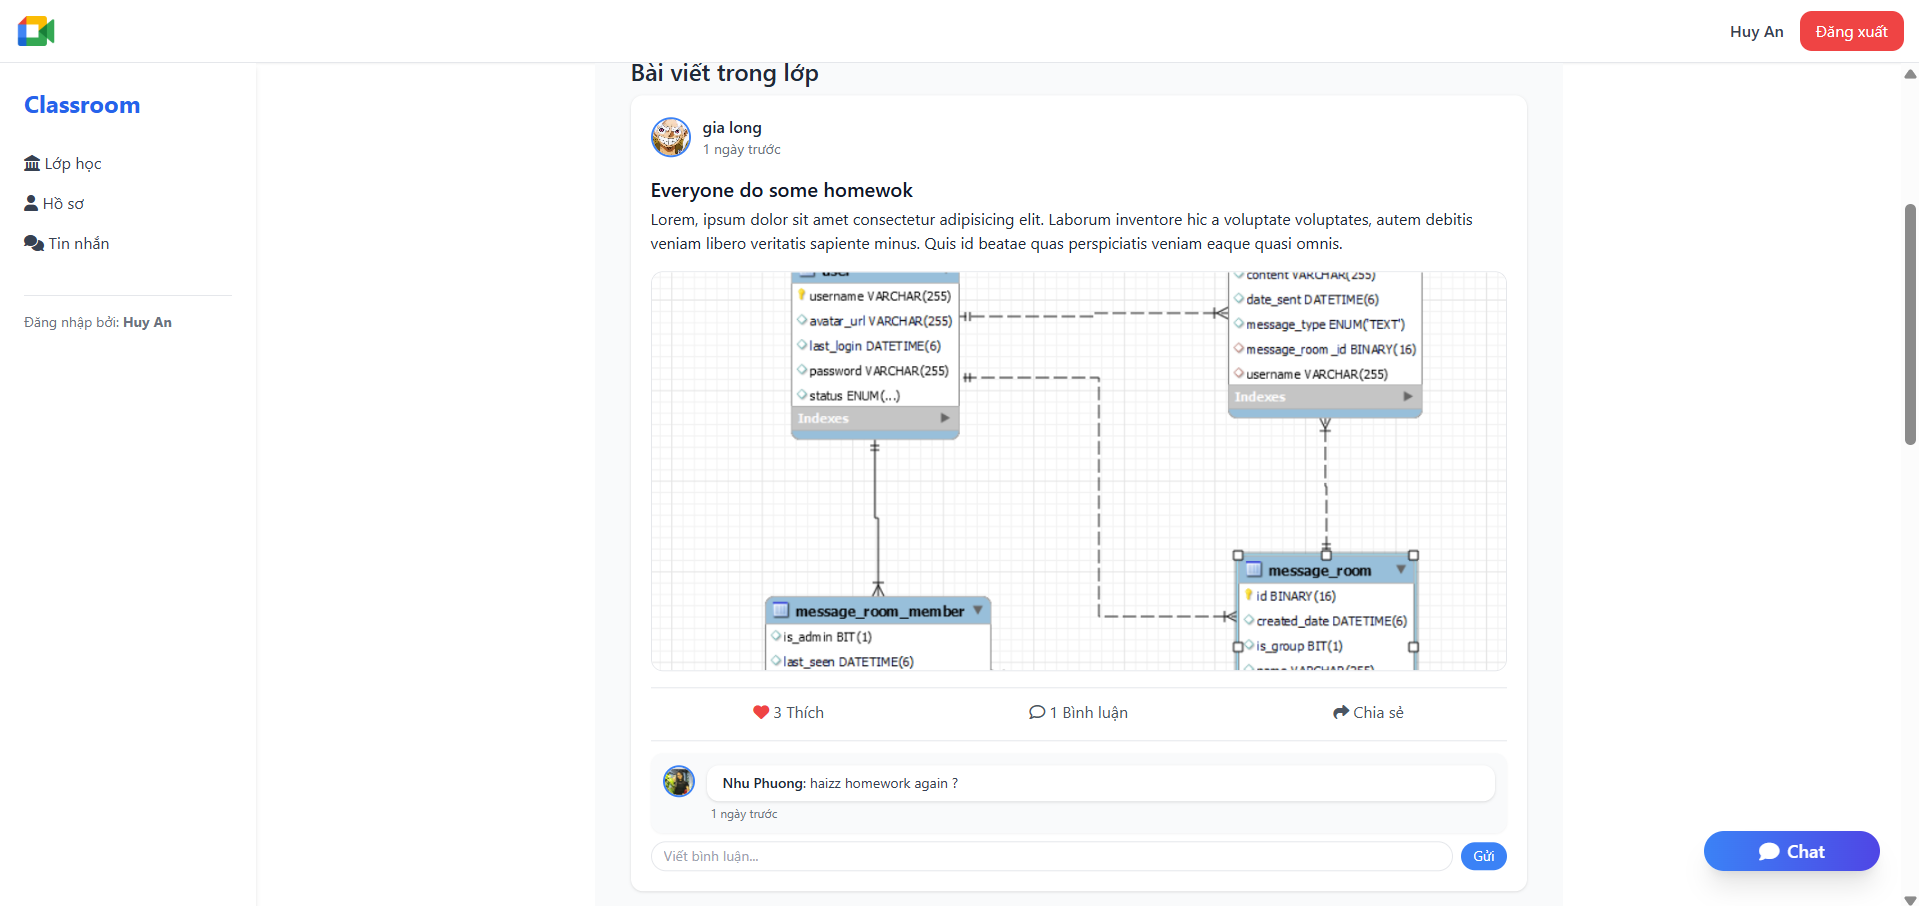 Huy An
Đăng xuất
Classroom
Lớp học
Hồ sơ
Tin nhắn
Đăng nhập bởi: Huy An
Bài viết trong lớp
gia long
1 ngày trước
Everyone do some homewok
Lorem, ipsum dolor sit amet consectetur adipisicing elit. Laborum inventore hic a voluptate voluptates, autem debitis
veniam libero veritatis sapiente minus. Quis id beatae quas perspiciatis veniam eaque quasi omnis.
user
username VARCHAR(255)
avatar_url VARCHAR(255)
last_login DATETIME(6)
password VARCHAR(255)
status ENUM(...)
Indexes
content VARCHAR(255)
date_sent DATETIME(6)
message_type ENUM('TEXT')
message_room_id BINARY(16)
username VARCHAR(255)
Indexes
message_room_member
is_admin BIT(1)
last_seen DATETIME(6)
message_room
id BINARY(16)
created_date DATETIME(6)
is_group BIT(1)
name VARCHAR(255)
3 Thích
1 Bình luận
Chia sẻ
Nhu Phuong: haizz homework again ?
1 ngày trước
Viết bình luận...
Gửi
Chat